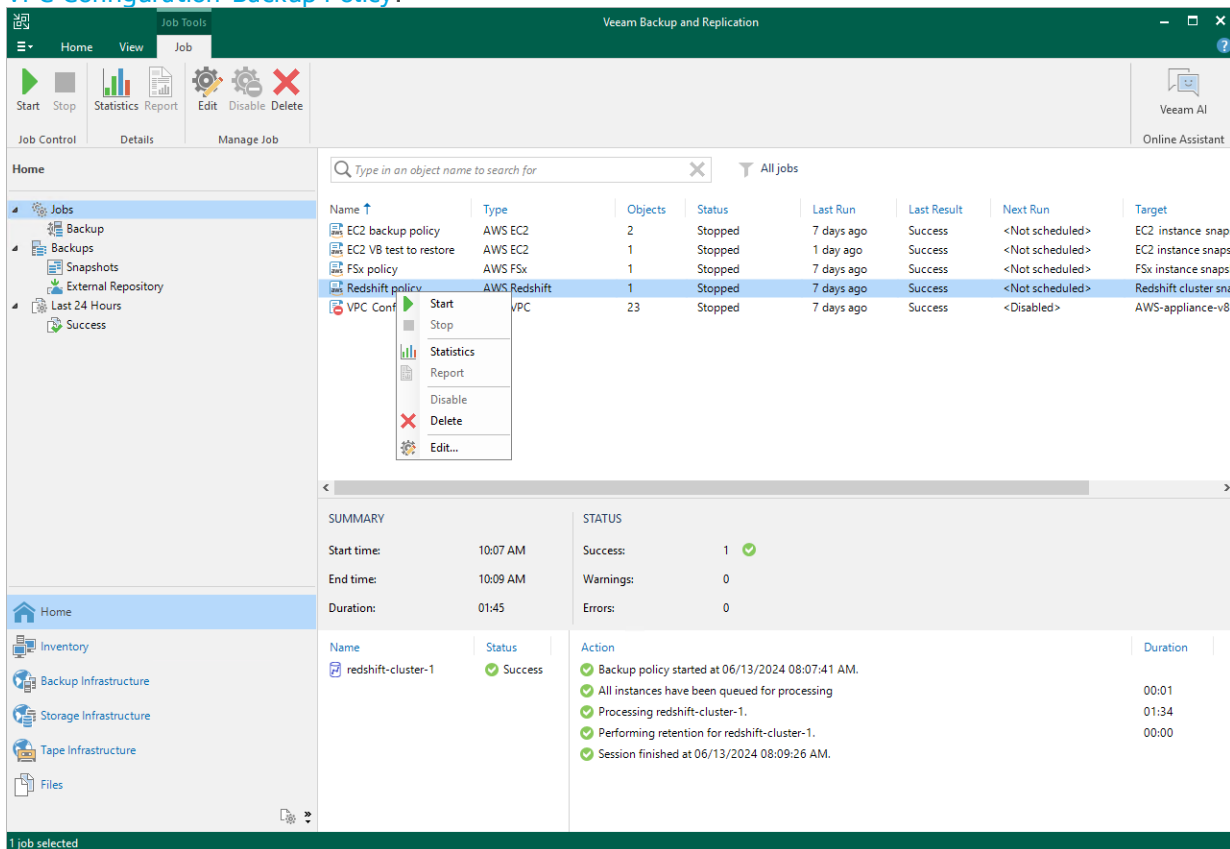 VPC Configuration Backup Policy.
Job Tools
Veeam Backup and Replication
Home View Job
Start Stop Statistics Report Edit Disable Delete
Veeam AI
Job Control Details Manage Job
Online Assistant
Home
Type in an object name to search for
All jobs
Jobs
Backup
Backups
Snapshots
External Repository
Last 24 Hours
Success
Name Type Objects Status Last Run Last Result Next Run Target
EC2 backup policy AWS EC2 2 Stopped 7 days ago Success <Not scheduled> EC2 instance snap
EC2 VB test to restore AWS EC2 1 Stopped 1 day ago Success <Not scheduled> EC2 instance snaps
FSx policy AWS FSx 1 Stopped 7 days ago Success <Not scheduled> FSx instance snaps
Redshift policy AWS Redshift 1 Stopped 7 days ago Success <Not scheduled> Redshift cluster sna
VPC Conf VPC 23 Stopped 7 days ago Success <Disabled> AWS-appliance-v8
Start
Stop
Statistics
Report
Disable
Delete
Edit...
SUMMARY
Start time: 10:07 AM
End time: 10:09 AM
Duration: 01:45
STATUS
Success: 1
Warnings: 0
Errors: 0
Home
Inventory
Backup Infrastructure
Storage Infrastructure
Tape Infrastructure
Files
Name Status
redshift-cluster-1 Success
Action Duration
Backup policy started at 06/13/2024 08:07:41 AM.
All instances have been queued for processing 00:01
Processing redshift-cluster-1. 01:34
Performing retention for redshift-cluster-1. 00:00
Session finished at 06/13/2024 08:09:26 AM.
1 job selected